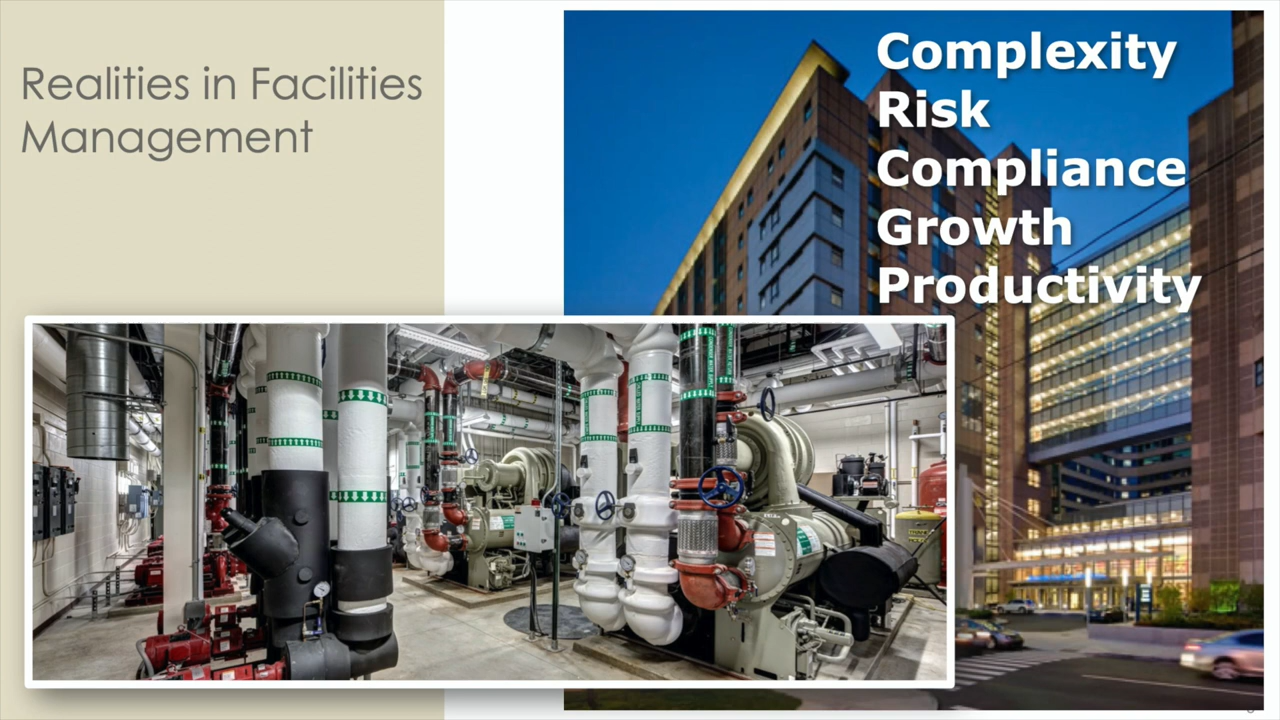 Realities in Facilities
Management
Complexity
Risk
Compliance
Growth
Productivity